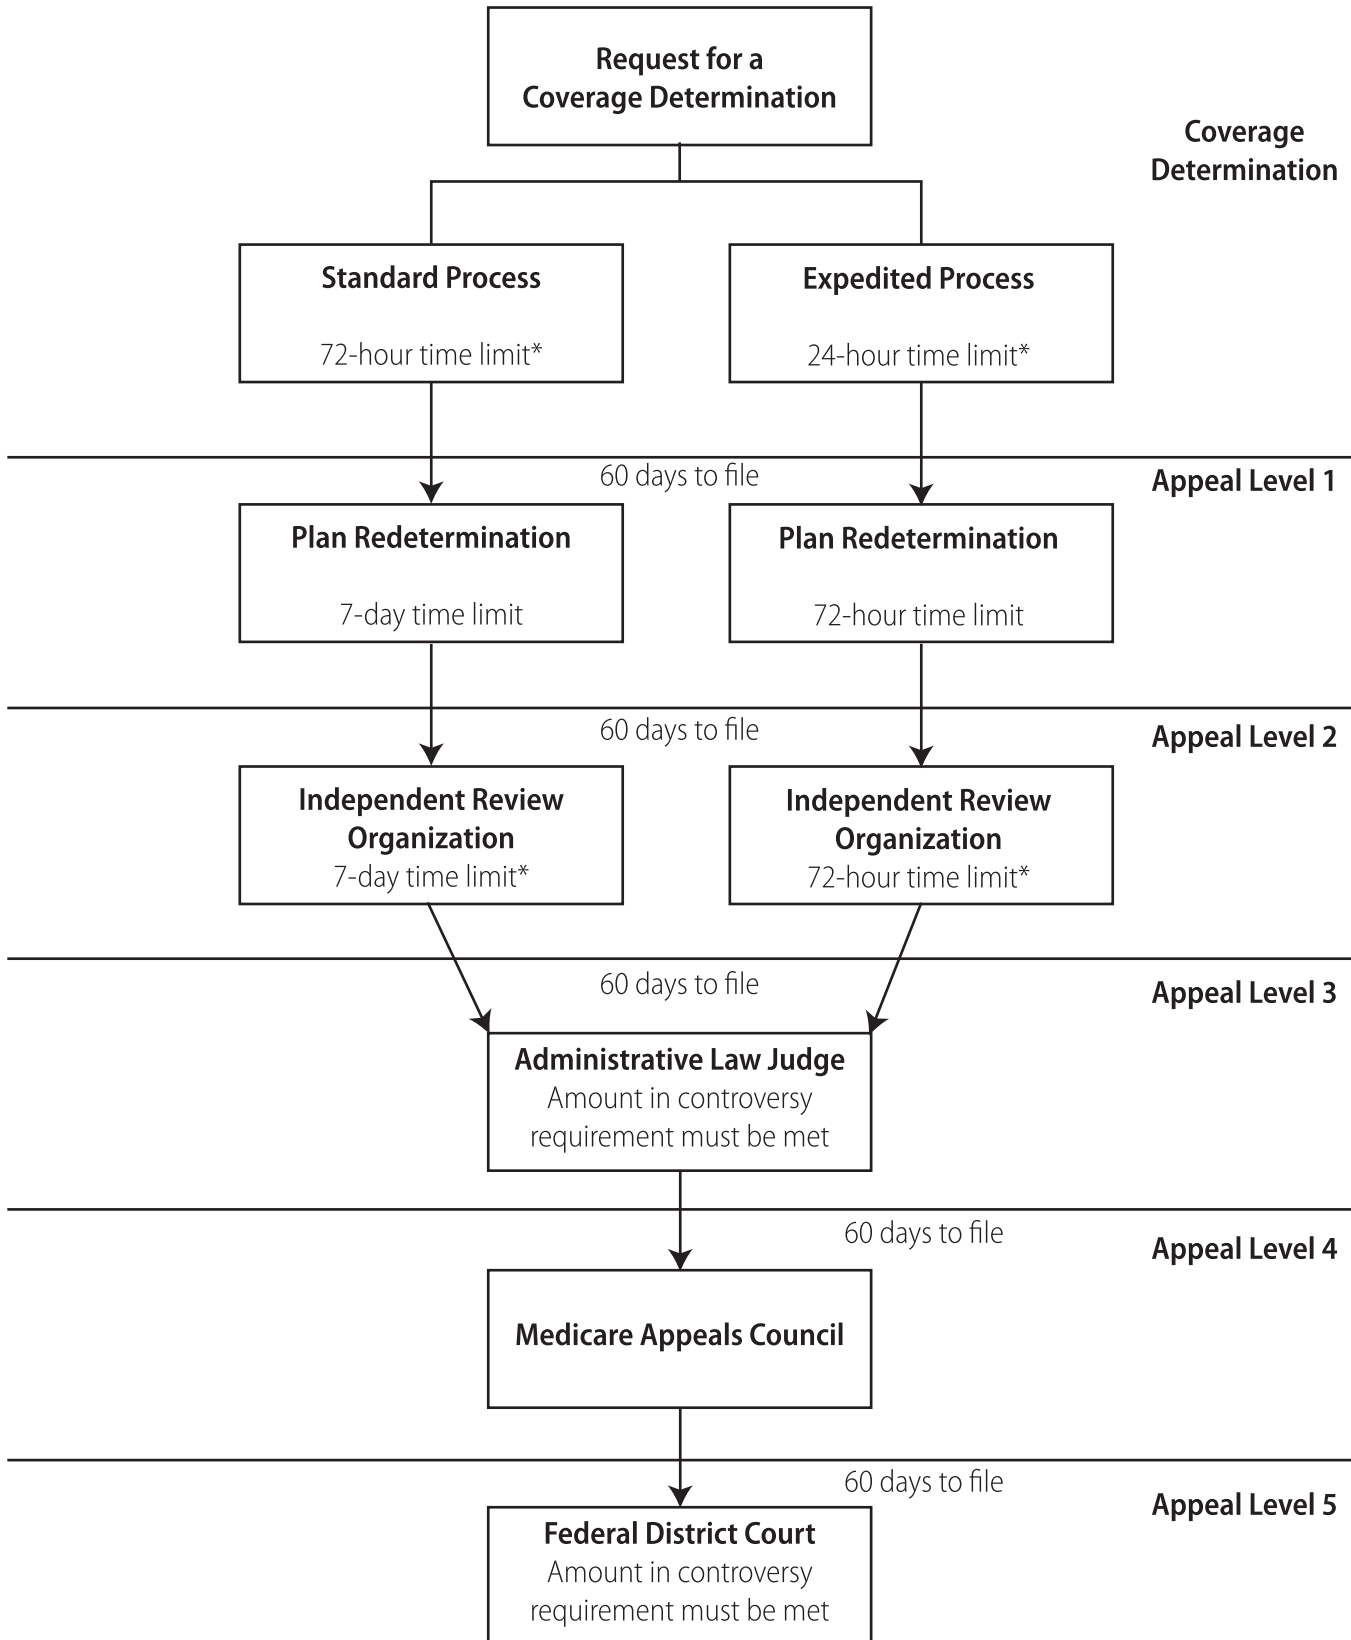 Request for a
Coverage Determination
Coverage
Determination
Standard Process
72-hour time limit*
Expedited Process
24-hour time limit*
60 days to file
Appeal Level 1
Plan Redetermination
7-day time limit
Plan Redetermination
72-hour time limit
60 days to file
Appeal Level 2
Independent Review
Organization
7-day time limit*
Independent Review
Organization
72-hour time limit*
60 days to file
Appeal Level 3
Administrative Law Judge
Amount in controversy
requirement must be met
60 days to file
Appeal Level 4
Medicare Appeals Council
60 days to file
Appeal Level 5
Federal District Court
Amount in controversy
requirement must be met